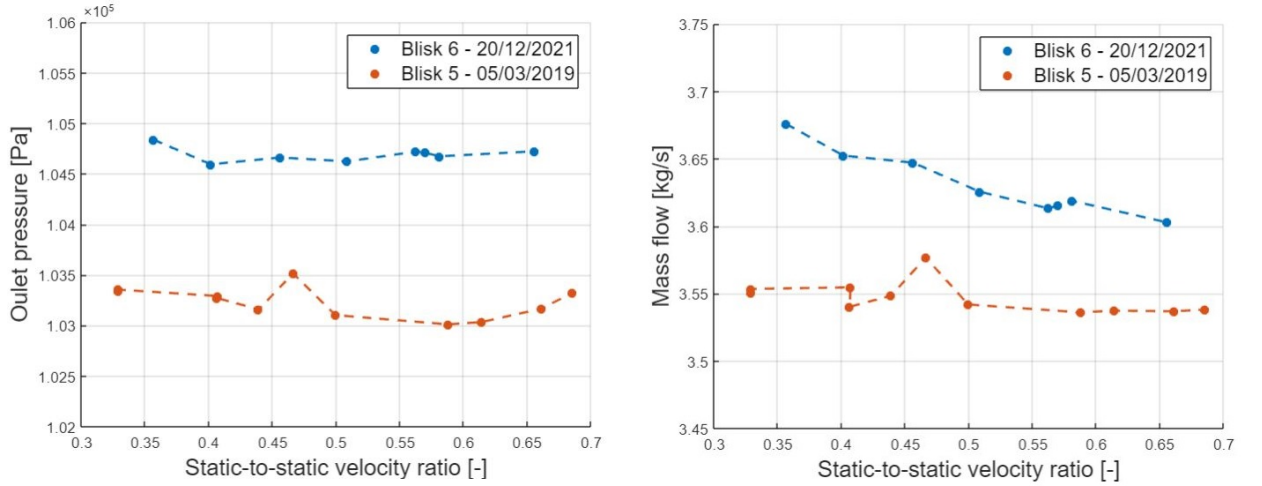 ×10⁵
1.06
1.055
1.05
1.045
1.04
1.035
1.03
1.025
1.02
Oulet pressure [Pa]
Blisk 6 - 20/12/2021
Blisk 5 - 05/03/2019
0.3 0.35 0.4 0.45 0.5 0.55 0.6 0.65 0.7
Static-to-static velocity ratio [-]
3.75
3.7
3.65
3.6
3.55
3.5
3.45
Mass flow [kg/s]
Blisk 6 - 20/12/2021
Blisk 5 - 05/03/2019
0.3 0.35 0.4 0.45 0.5 0.55 0.6 0.65 0.7
Static-to-static velocity ratio [-]